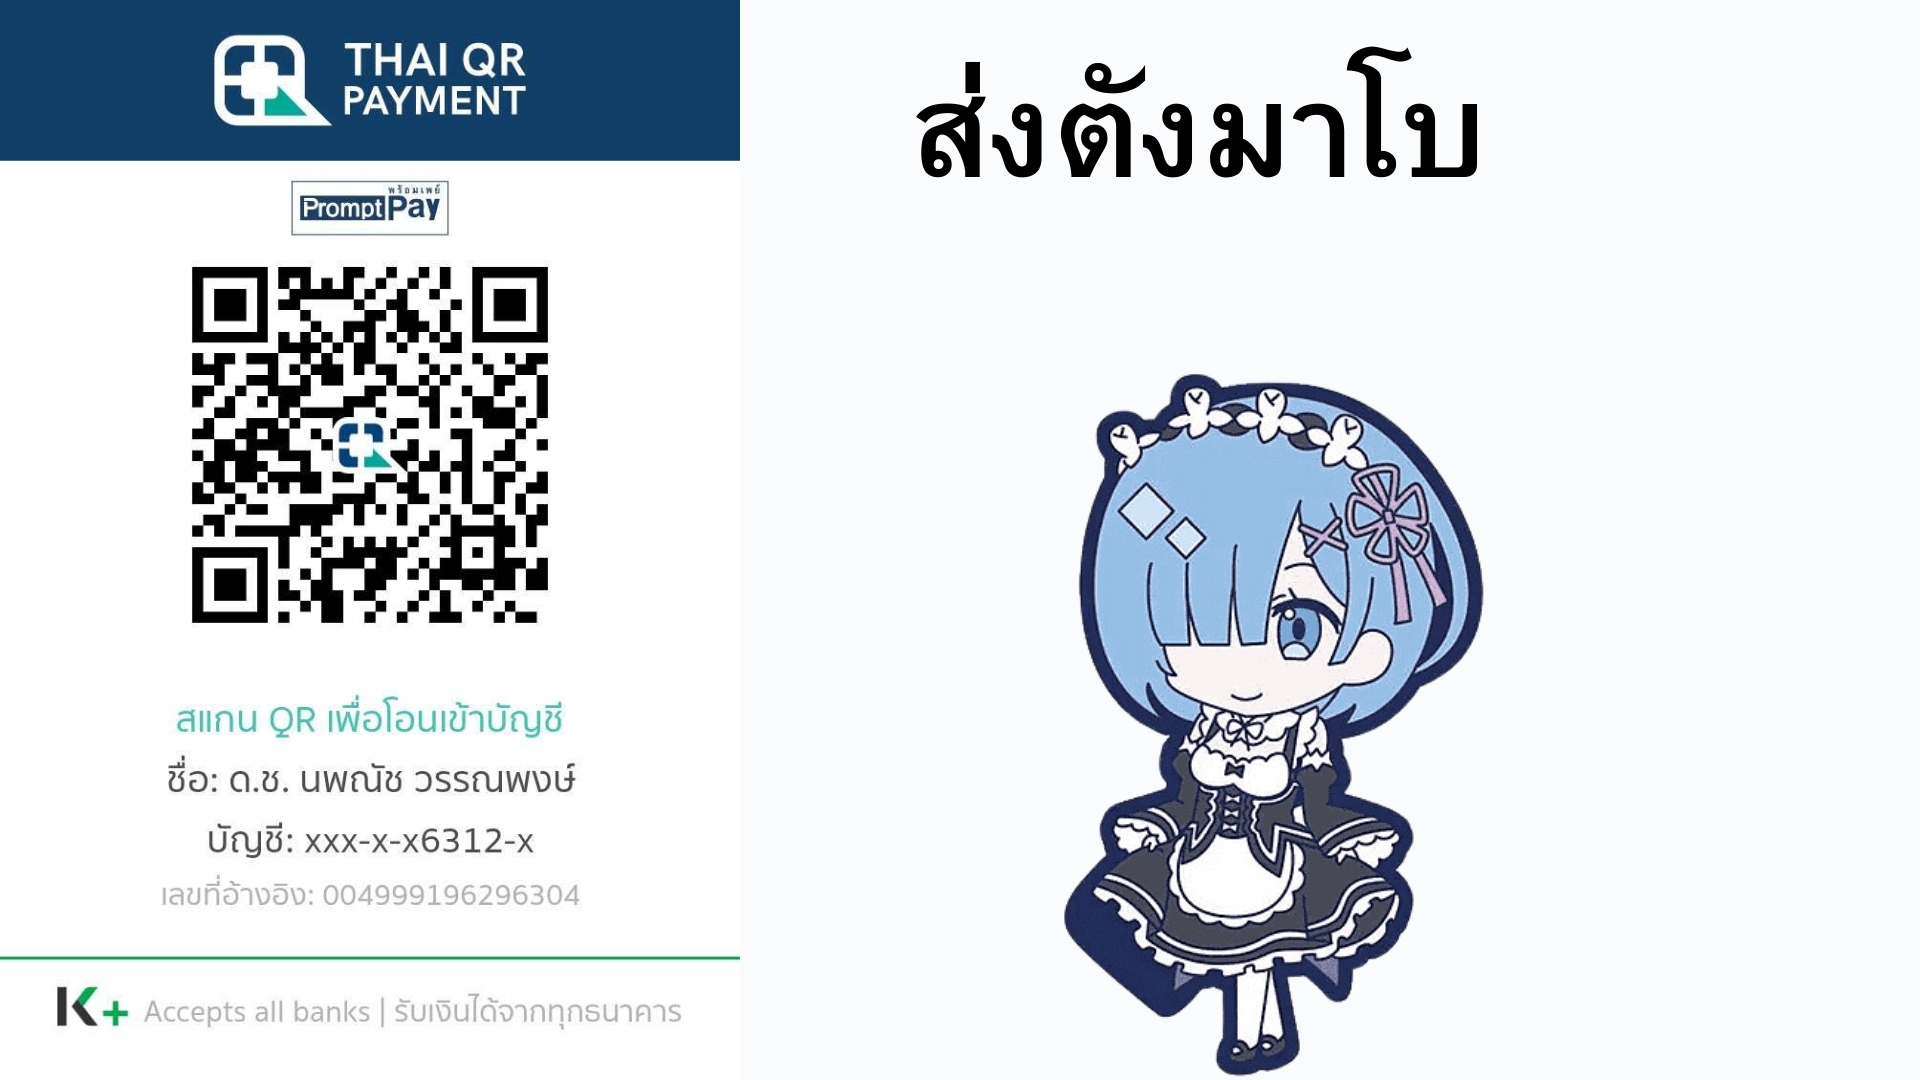 THAI QR
PAYMENT
พร้อมเพย์
PromptPay
สแกน QR เพื่อโอนเข้าบัญชี
ชื่อ: ด.ช. นพณัช วรรณพงษ์
บัญชี: xxx-x-x6312-x
เลขที่อ้างอิง: 004999196296304
K+ Accepts all banks | รับเงินได้จากทุกธนาคาร
ส่งตังมาโบ